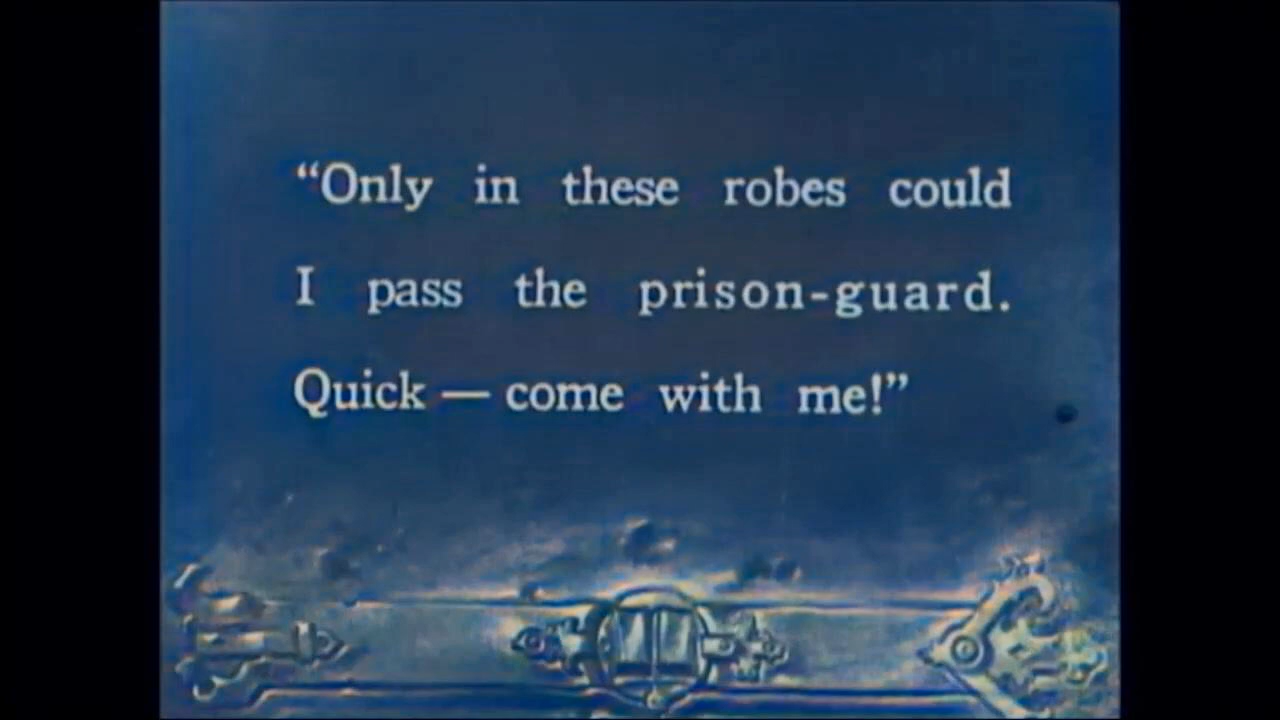 “Only in these robes could
I pass the prison-guard.
Quick — come with me!”